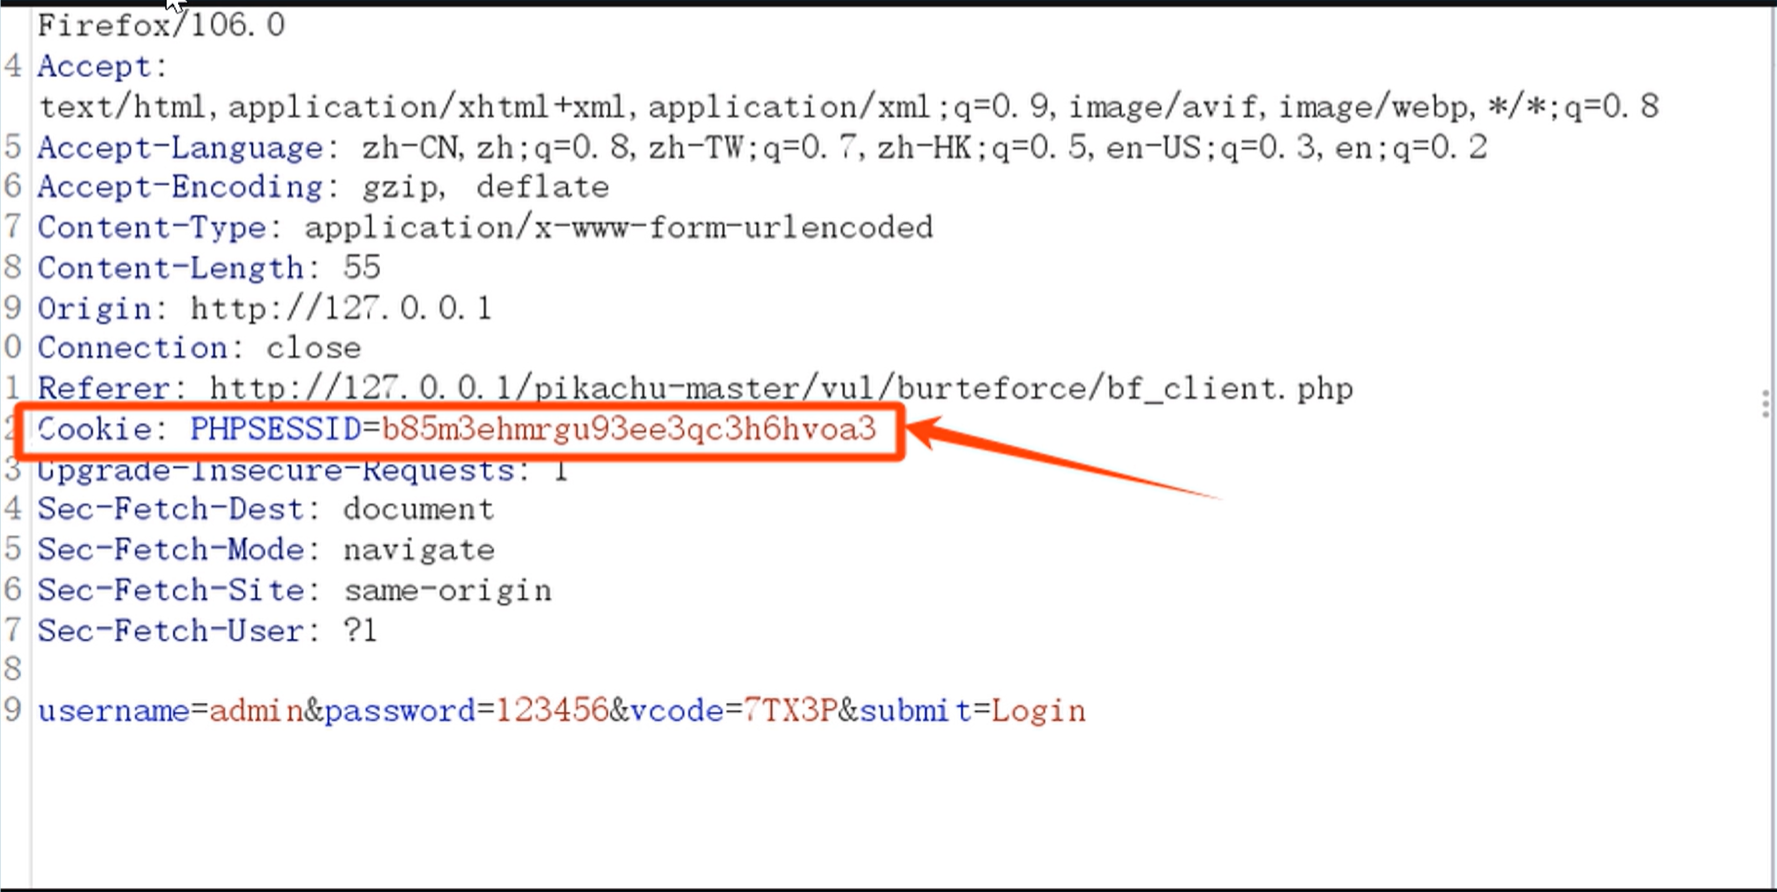 Firefox/106.0
4 Accept:
text/html,application/xhtml+xml,application/xml;q=0.9,image/avif,image/webp,*/*;q=0.8
5 Accept-Language: zh-CN,zh;q=0.8,zh-TW;q=0.7,zh-HK;q=0.5,en-US;q=0.3,en;q=0.2
6 Accept-Encoding: gzip, deflate
7 Content-Type: application/x-www-form-urlencoded
8 Content-Length: 55
9 Origin: http://127.0.0.1
0 Connection: close
1 Referer: http://127.0.0.1/pikachu-master/vul/burteforce/bf_client.php
2 Cookie: PHPSESSID=b85m3ehmrgu93ee3qc3h6hvoa3
3 Upgrade-Insecure-Requests: 1
4 Sec-Fetch-Dest: document
5 Sec-Fetch-Mode: navigate
6 Sec-Fetch-Site: same-origin
7 Sec-Fetch-User: ?1
8
9 username=admin&password=123456&vcode=7TX3P&submit=Login